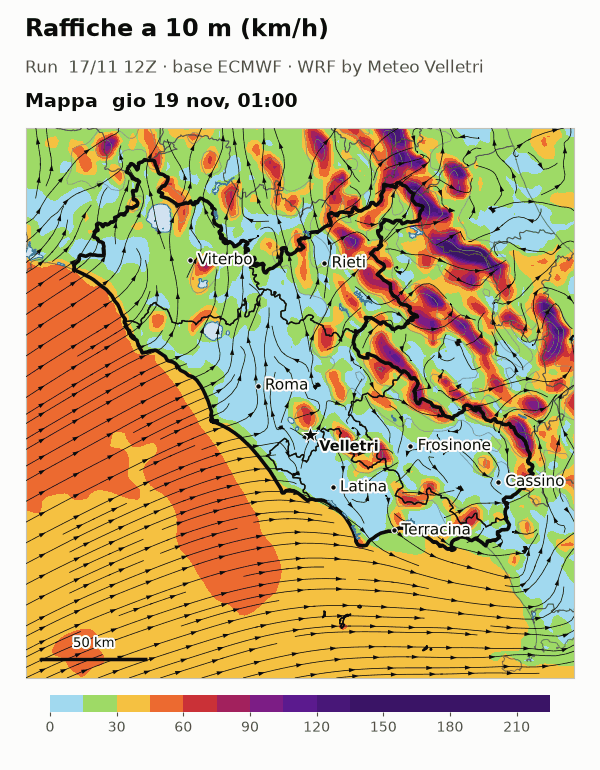 Raffiche a 10 m (km/h)
Run  17/11 12Z · base ECMWF · WRF by Meteo Velletri
Mappa  gio 19 nov, 01:00
Viterbo
Rieti
Roma
Velletri
Frosinone
Latina
Cassino
Terracina
50 km
0 30 60 90 120 150 180 210